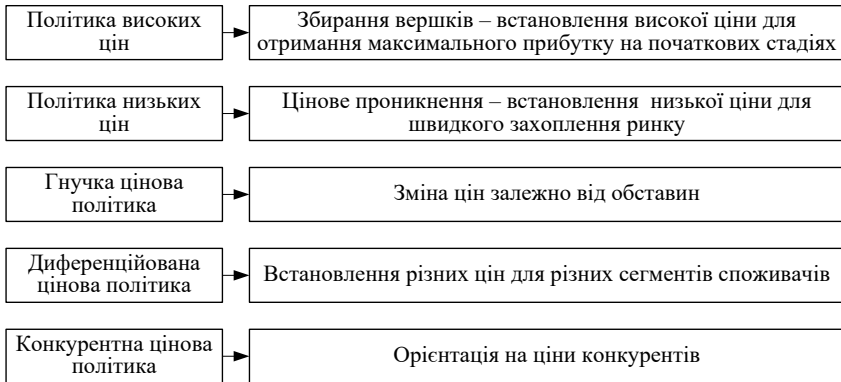 Політика високих
цін
Збирання вершків – встановлення високої ціни для
отримання максимального прибутку на початкових стадіях
Політика низьких
цін
Цінове проникнення – встановлення низької ціни для
швидкого захоплення ринку
Гнучка цінова
політика
Зміна цін залежно від обставин
Диференційована
цінова політика
Встановлення різних цін для різних сегментів споживачів
Конкурентна цінова
політика
Орієнтація на ціни конкурентів